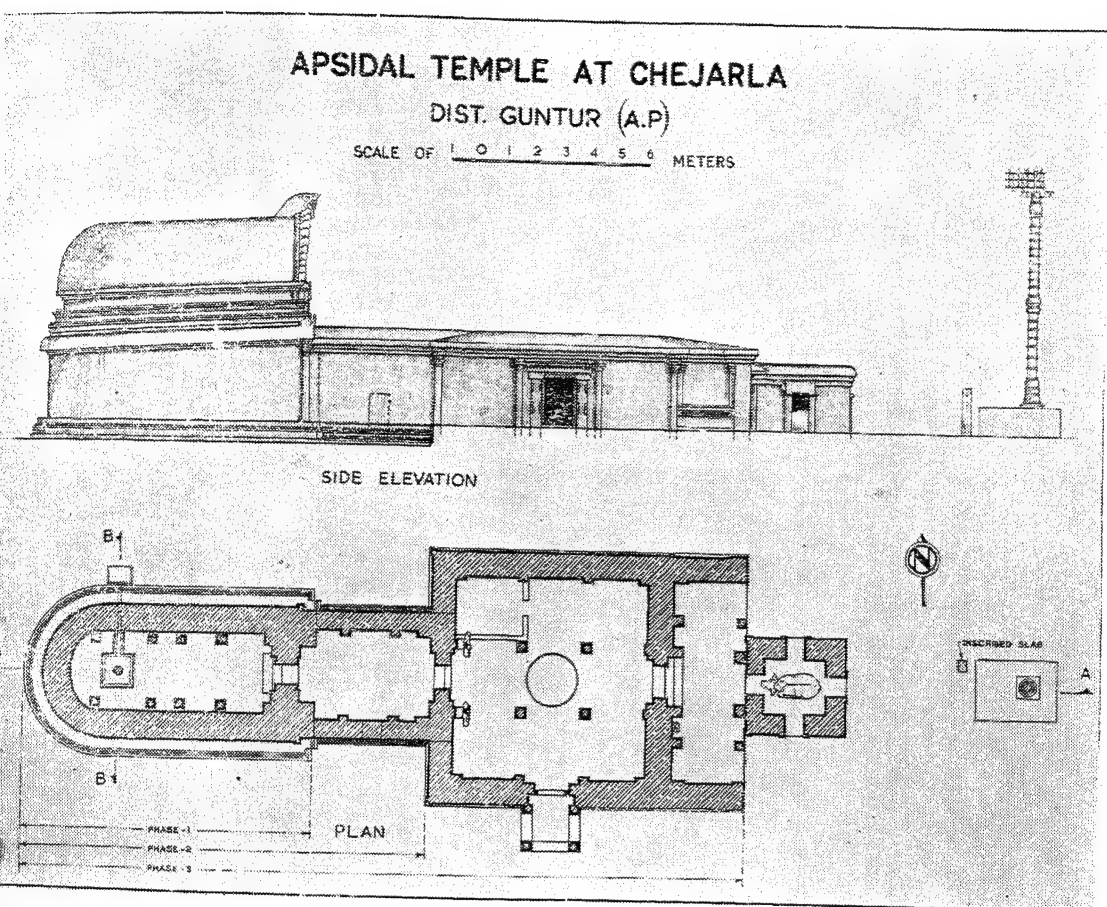 APSIDAL TEMPLE AT CHEJARLA
DIST. GUNTUR (A.P)
SCALE OF 1 0 1 2 3 4 5 6 METERS
SIDE ELEVATION
B
N
INSCRIBED SLAB
A
B
PHASE-1
PLAN
PHASE-2
PHASE-3